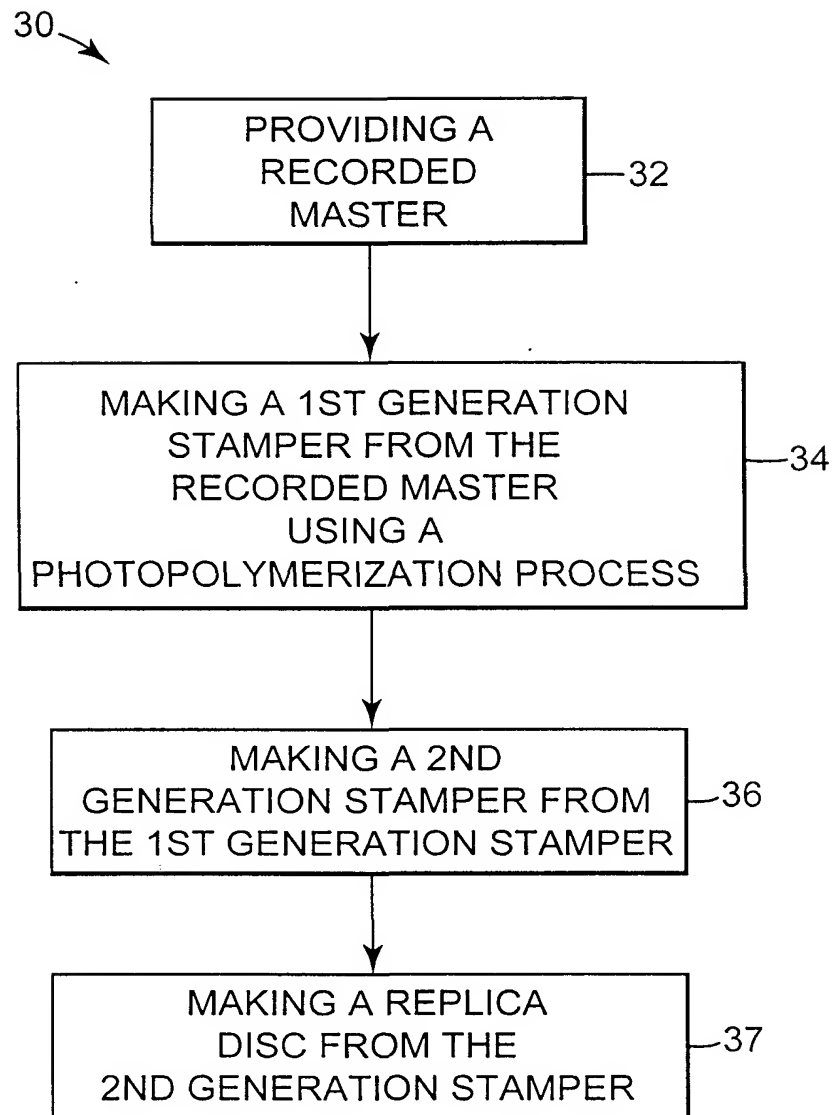 30
PROVIDING A
RECORDED
MASTER
32
MAKING A 1ST GENERATION
STAMPER FROM THE
RECORDED MASTER
USING A
PHOTOPOLYMERIZATION PROCESS
34
MAKING A 2ND
GENERATION STAMPER FROM
THE 1ST GENERATION STAMPER
36
MAKING A REPLICA
DISC FROM THE
2ND GENERATION STAMPER
37